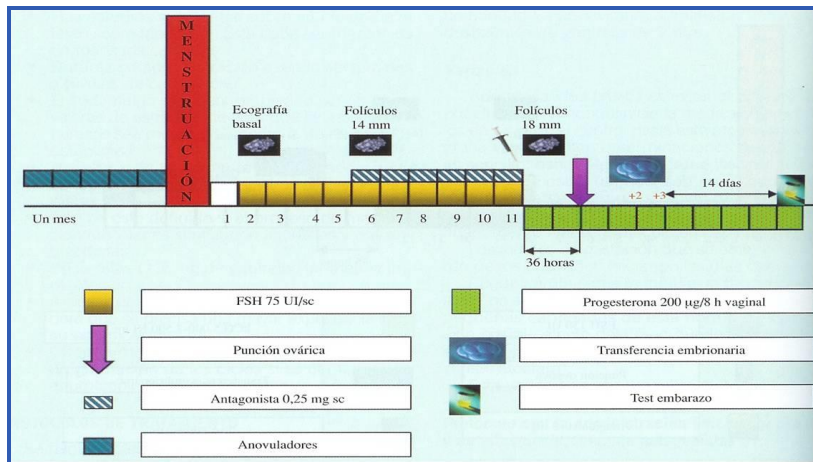 MENSTRUACIÓN
Ecografía
basal
Folículos
14 mm
Folículos
18 mm
+2 +3
14 días
Un mes
1 2 3 4 5 6 7 8 9 10 11
36 horas
FSH 75 UI/sc
Progesterona 200 µg/8 h vaginal
Punción ovárica
Transferencia embrionaria
Antagonista 0,25 mg sc
Test embarazo
Anovuladores